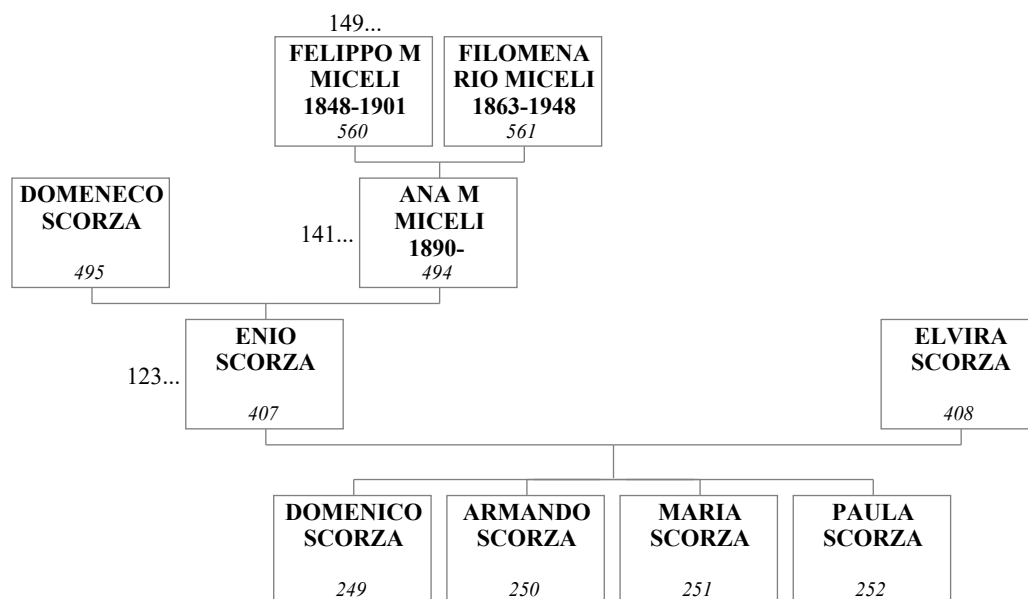 149...
FELIPPO M
MICELI
1848-1901
560
FILOMENA
RIO MICELI
1863-1948
561
DOMENECO
SCORZA
495
141...
ANA M
MICELI
1890-
494
123...
ENIO
SCORZA
407
ELVIRA
SCORZA
408
DOMENICO
SCORZA
249
ARMANDO
SCORZA
250
MARIA
SCORZA
251
PAULA
SCORZA
252